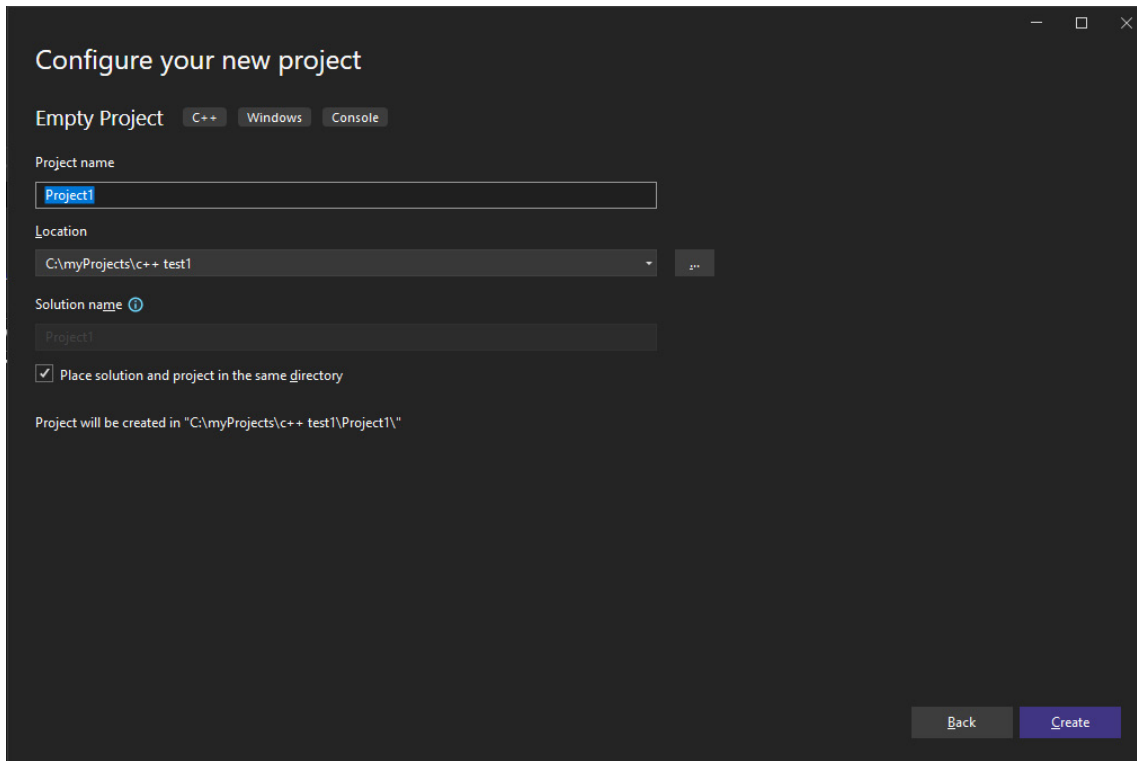 Configure your new project
Empty Project C++ Windows Console
Project name
Project1
Location
C:\myProjects\c++ test1
...
Solution name
Project1
Place solution and project in the same directory
Project will be created in "C:\myProjects\c++ test1\Project1\"
Back Create